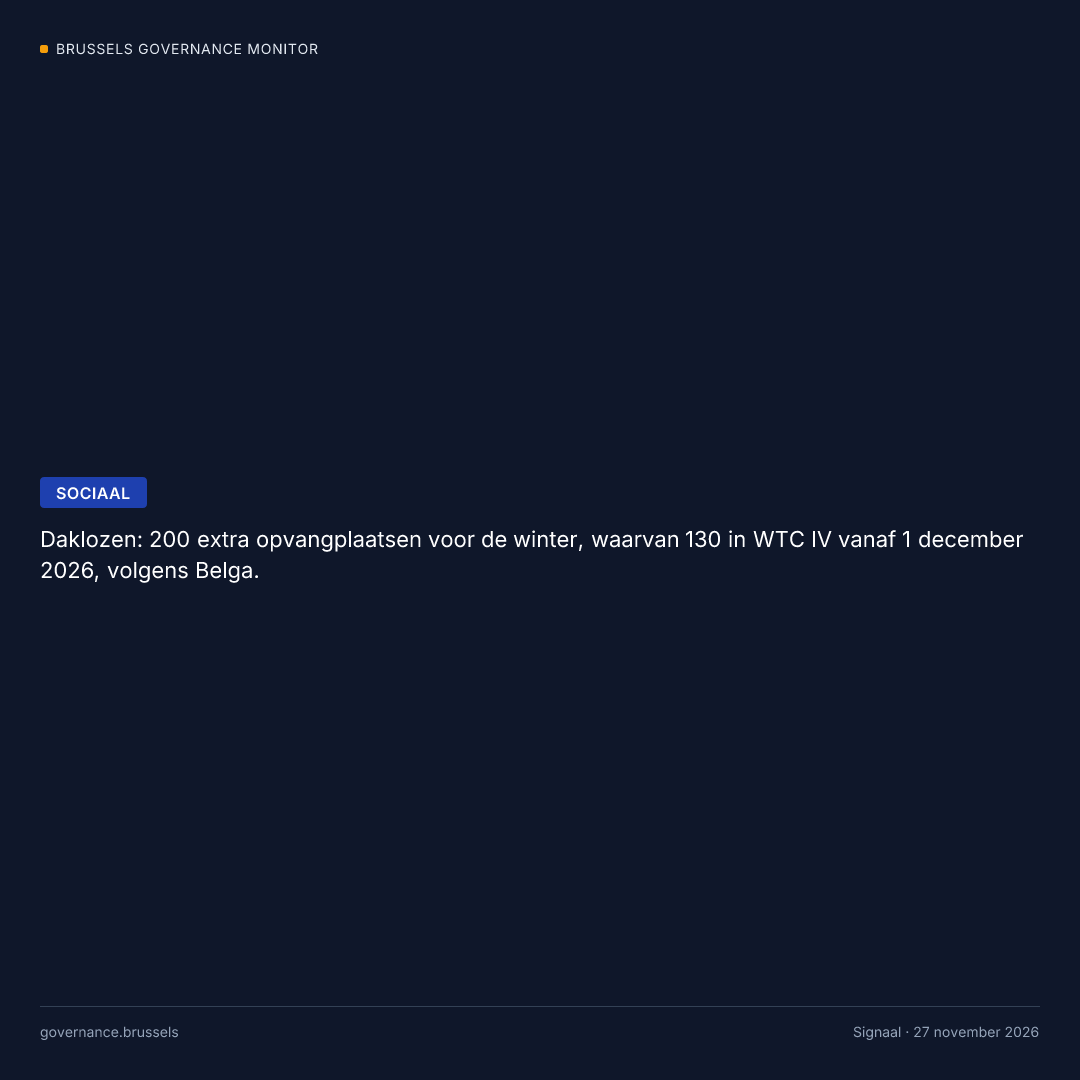 BRUSSELS GOVERNANCE MONITOR
SOCIAAL
Daklozen: 200 extra opvangplaatsen voor de winter, waarvan 130 in WTC IV vanaf 1 december
2026, volgens Belga.
governance.brussels
Signaal · 27 november 2026